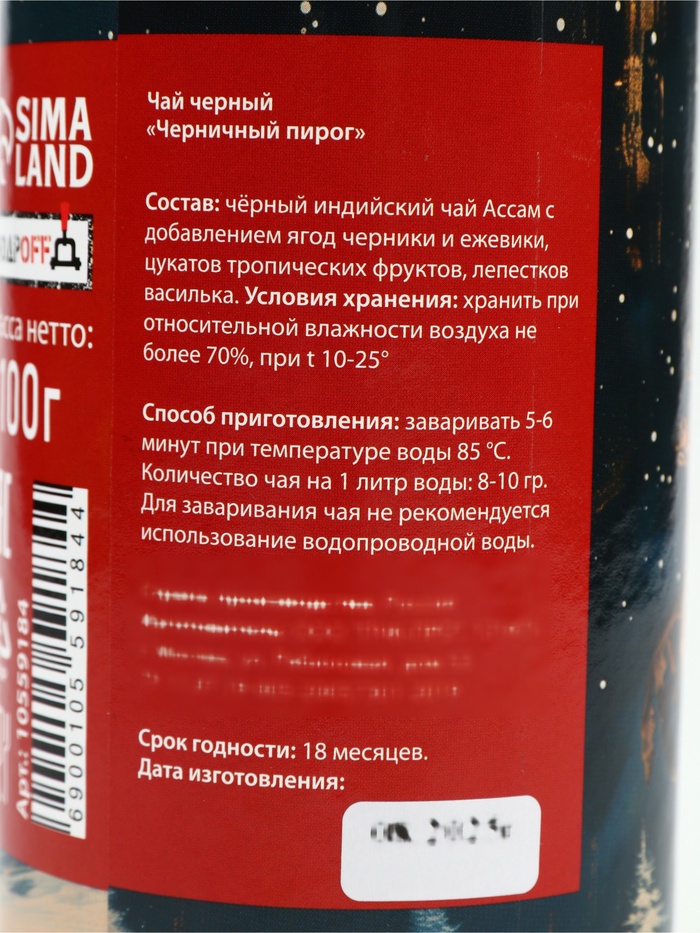 SIMA
LAND
OFF
нетто:
100г
Арт.: 10559184
6900105591844
Чай черный
«Черничный пирог»
Состав: чёрный индийский чай Ассам с
добавлением ягод черники и ежевики,
цукатов тропических фруктов, лепестков
василька. Условия хранения: хранить при
относительной влажности воздуха не
более 70%, при t 10-25°
Способ приготовления: заваривать 5-6
минут при температуре воды 85 °С.
Количество чая на 1 литр воды: 8-10 гр.
Для заваривания чая не рекомендуется
использование водопроводной воды.
Срок годности: 18 месяцев.
Дата изготовления: